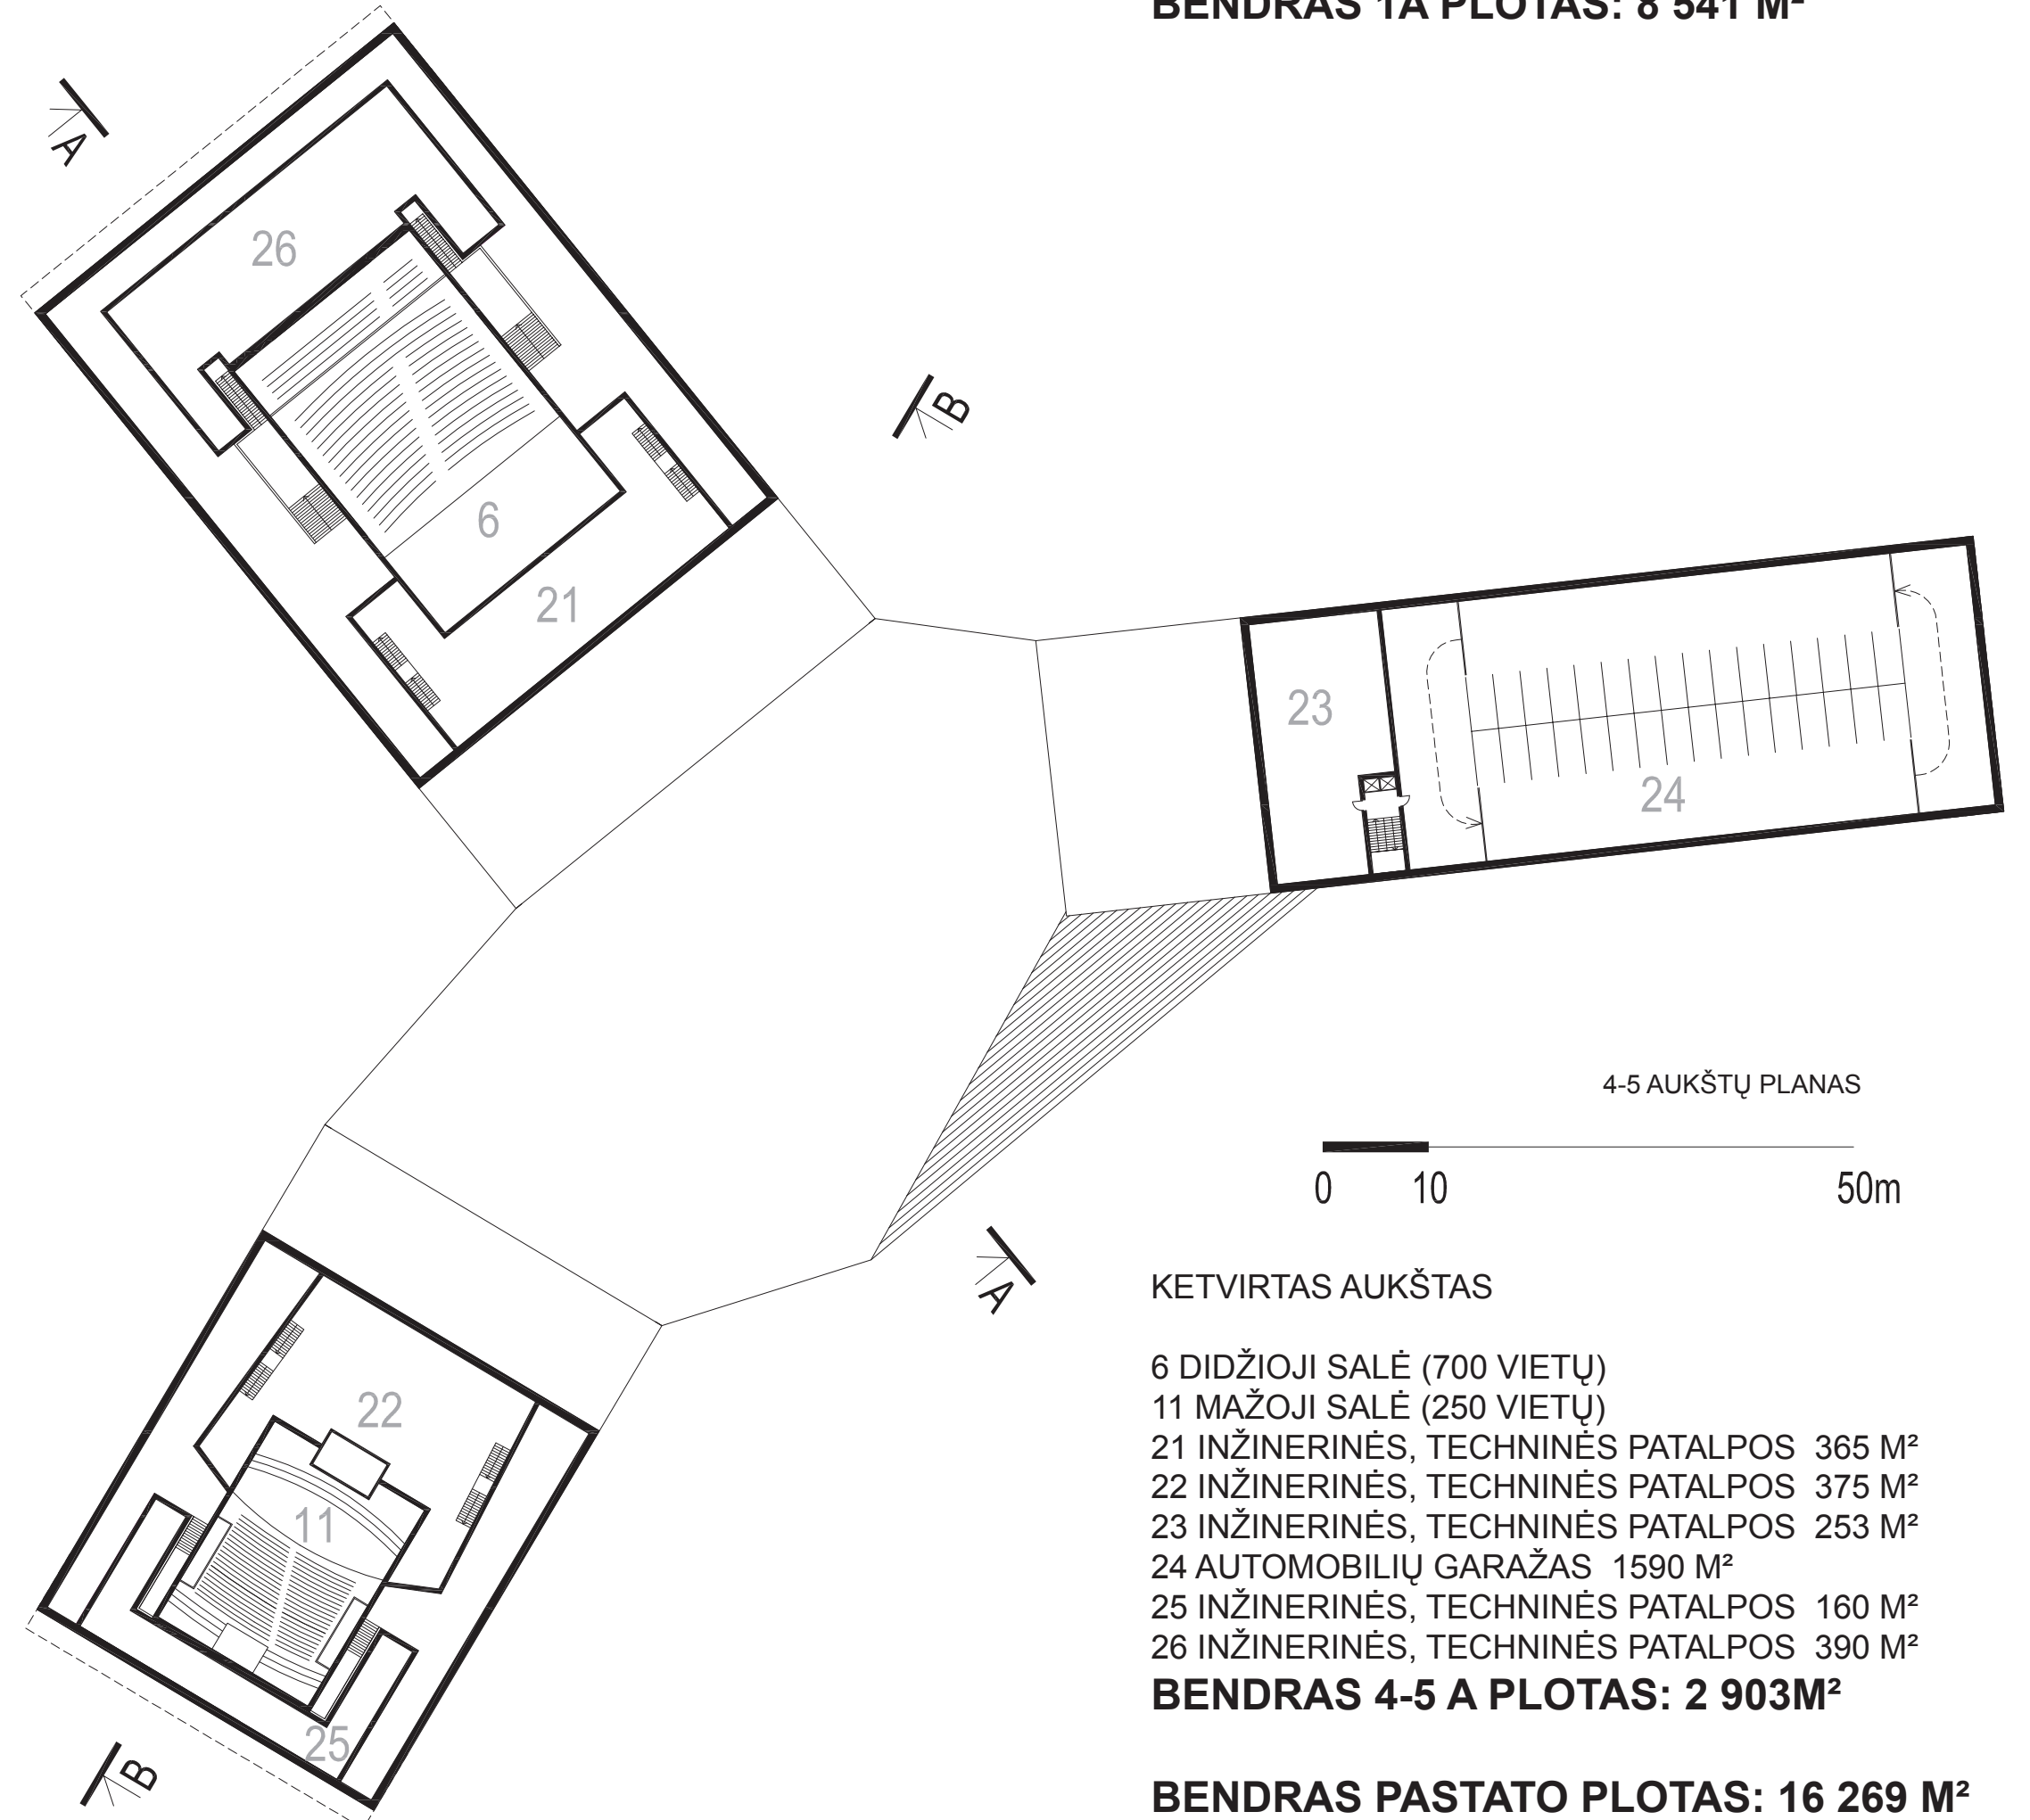 BENDRAS 1A PLOTAS: 8 541 M²
A
26
B
6
21
23
24
4-5 AUKŠTŲ PLANAS
0 10 50m
A
KETVIRTAS AUKŠTAS
6 DIDŽIOJI SALĖ (700 VIETŲ)
11 MAŽOJI SALĖ (250 VIETŲ)
21 INŽINERINĖS, TECHNINĖS PATALPOS 365 M²
22 INŽINERINĖS, TECHNINĖS PATALPOS 375 M²
23 INŽINERINĖS, TECHNINĖS PATALPOS 253 M²
24 AUTOMOBILIŲ GARAŽAS 1590 M²
25 INŽINERINĖS, TECHNINĖS PATALPOS 160 M²
26 INŽINERINĖS, TECHNINĖS PATALPOS 390 M²
BENDRAS 4-5 A PLOTAS: 2 903M²
BENDRAS PASTATO PLOTAS: 16 269 M²
22
11
25
B